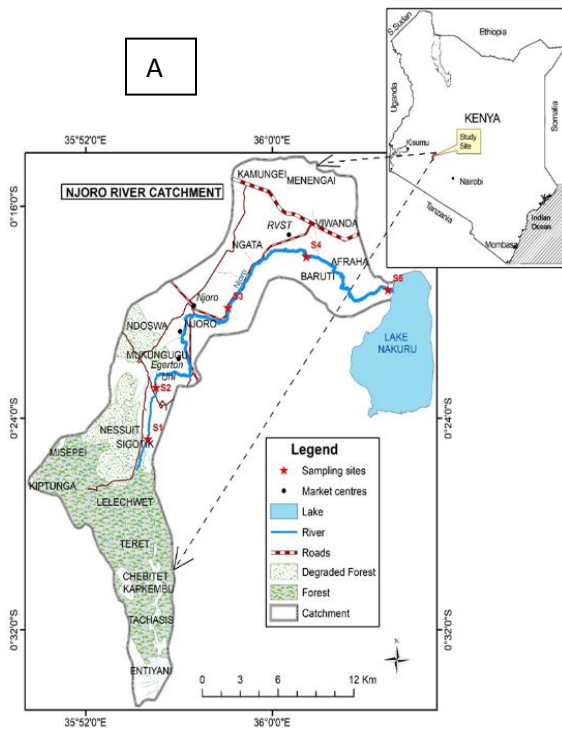 A
S.Sudan
Ethiopia
Uganda
KENYA
Somalia
Kisumu
Study
Site
Nairobi
Tanzania
Indian
Ocean
Mombasa
35°52'0"E
36°0'0"E
NJORO RIVER CATCHMENT
KAMUNGEI
MENENGAI
0°16'0"S
RVST
VIWANDA
NGATA
S4
AFRAHA
BARUTI
S5
Njoro
Njoro
S3
NDOSWA
NJORO
LAKE
NAKURU
MUKUNGUGU
Egerton
Uni
S2
0°24'0"S
0°24'0"S
NESSUIT
S1
SIGOTIK
MISEPEI
KIPTUNGA
LELECHWET
TERET
CHEBITET
KAPKEMBU
TACHASIS
ENTIYANI
Legend
Sampling sites
Market centres
Lake
River
Roads
Degraded Forest
Forest
Catchment
0°32'0"S
0°32'0"S
N
0 3 6 12 Km
35°52'0"E
36°0'0"E